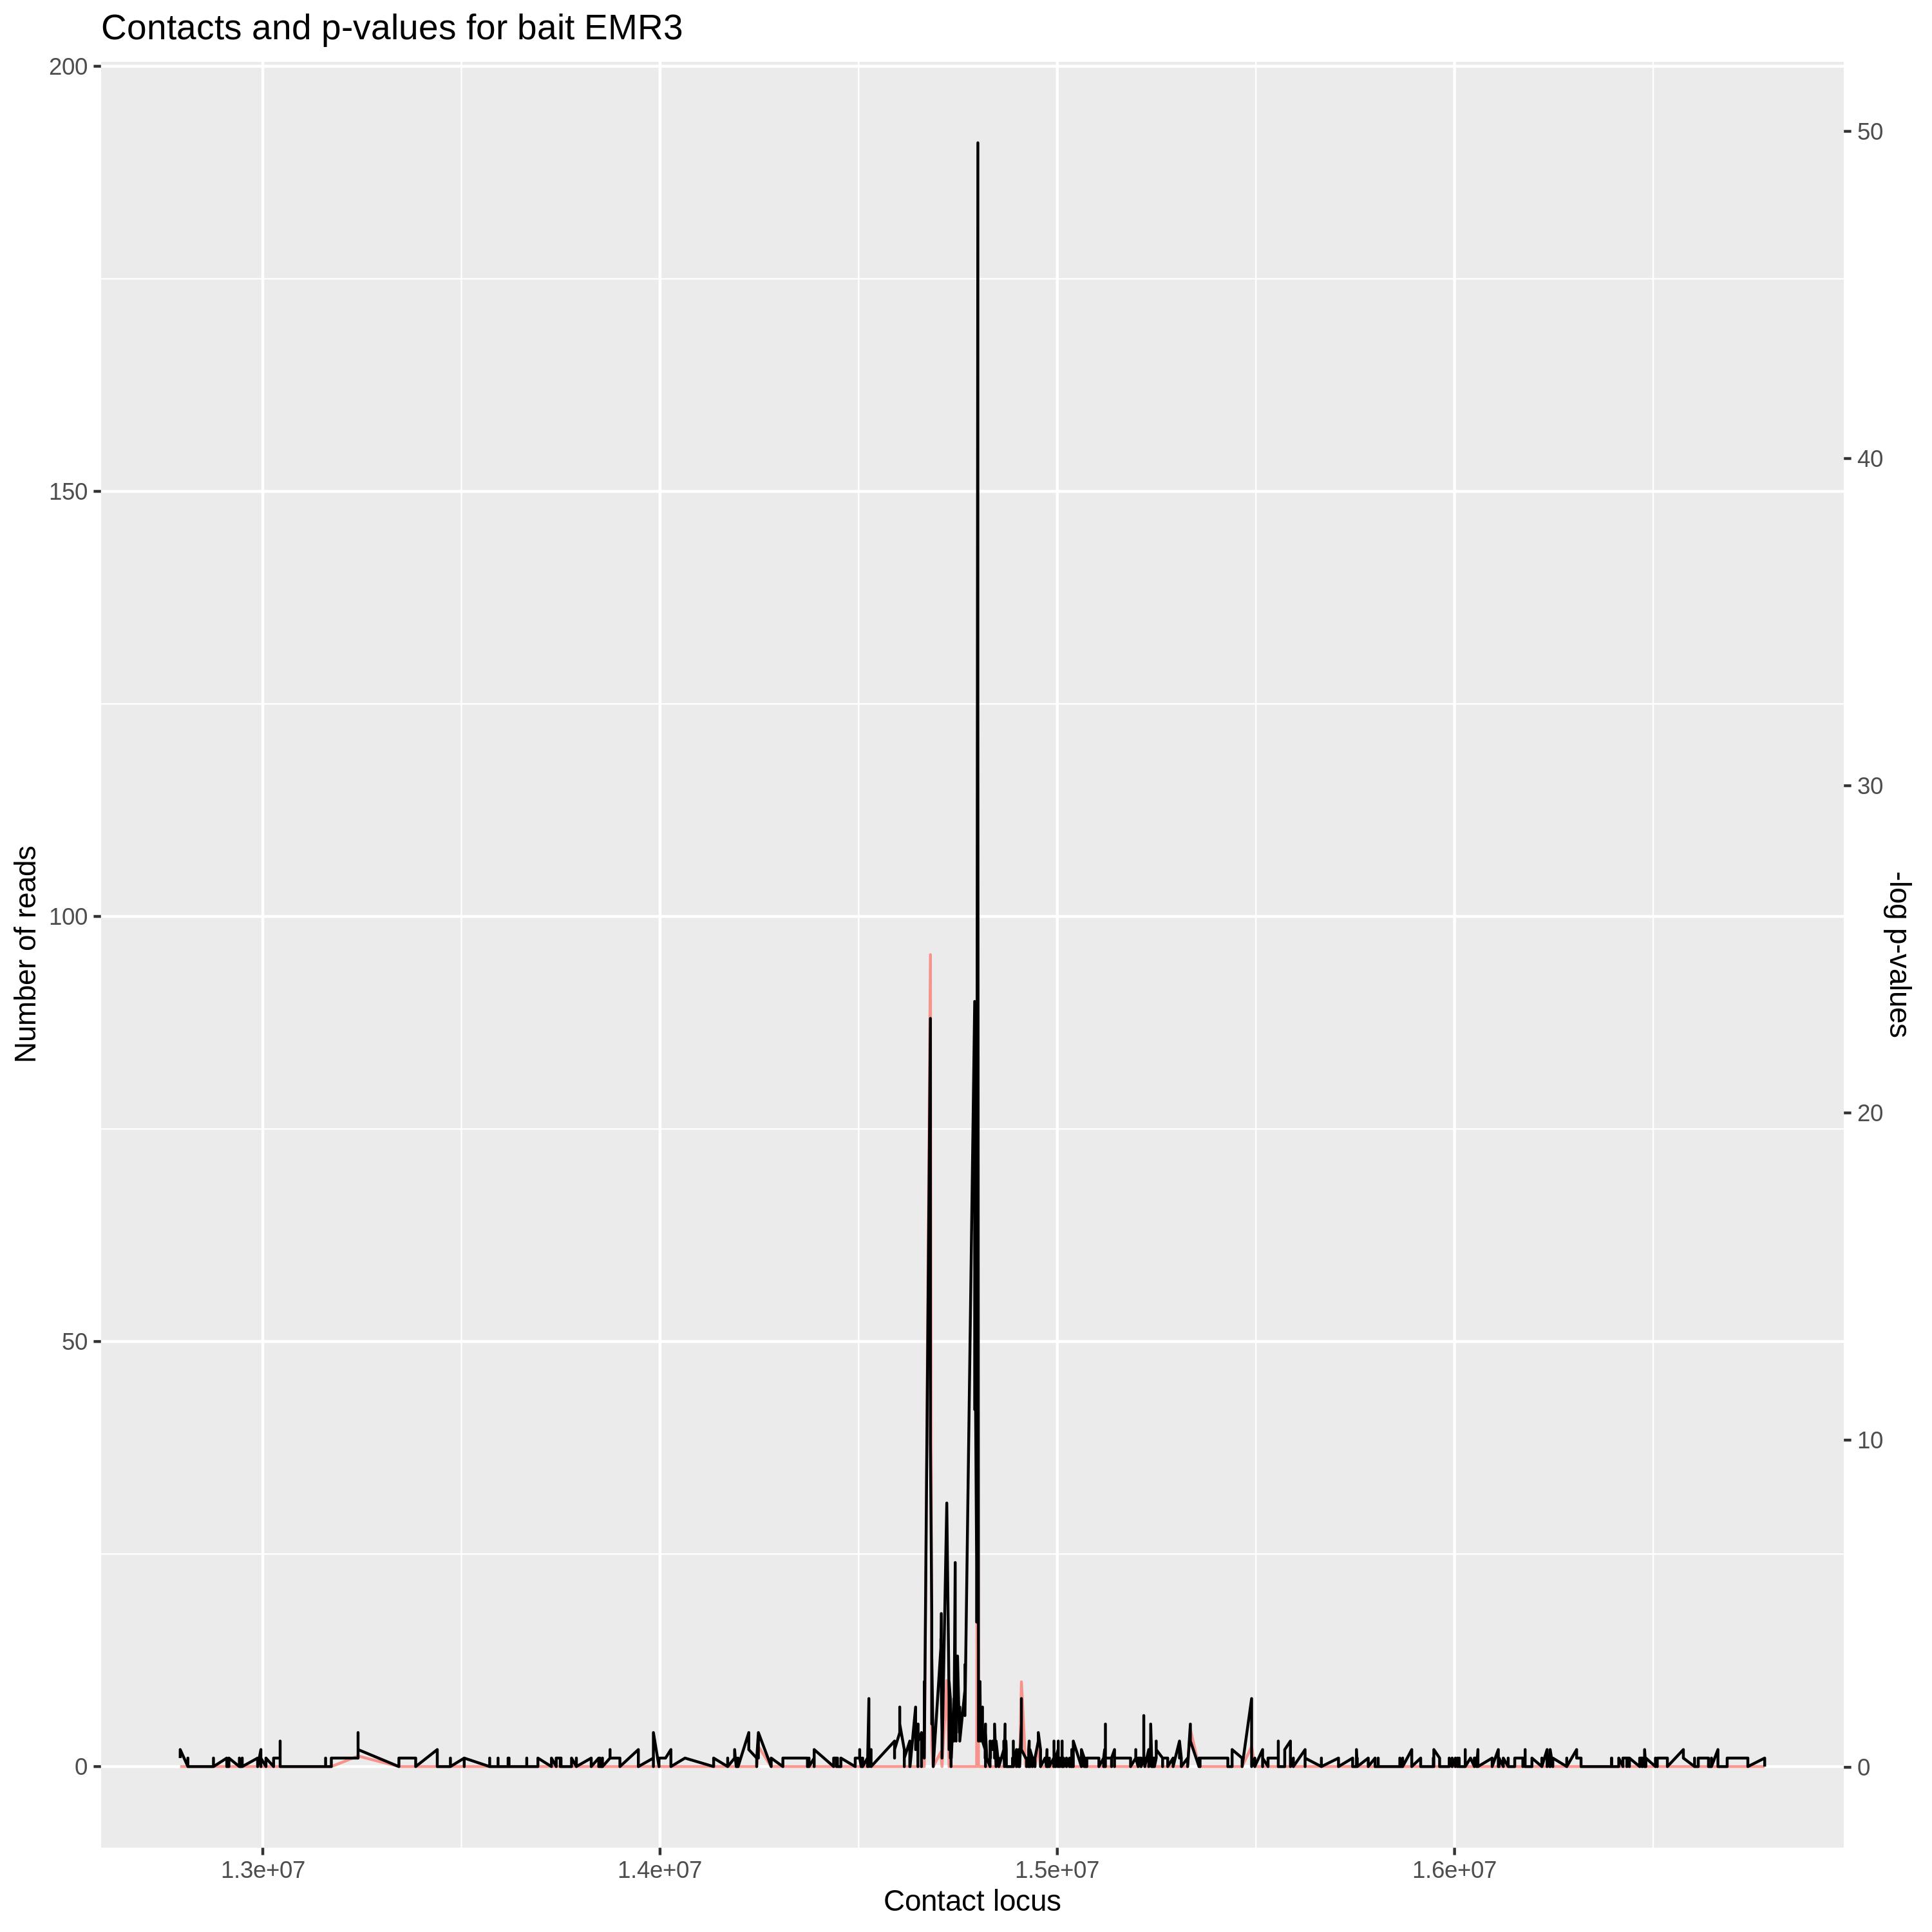 Contacts and p-values for bait EMR3
200
150
100
50
0
Number of reads
50
40
30
20
10
0
-log p-values
1.3e+07
1.4e+07
1.5e+07
1.6e+07
Contact locus